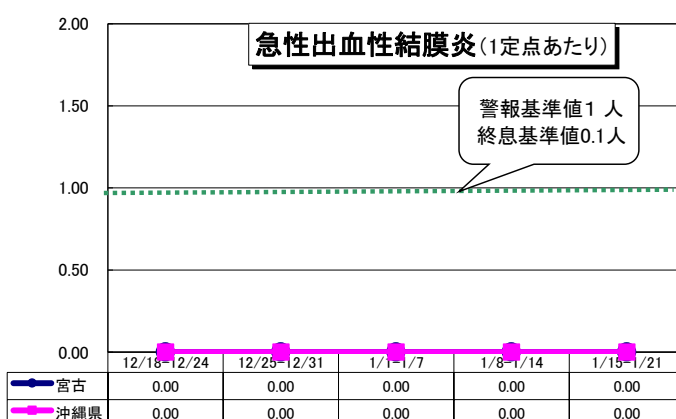 2.00
急性出血性結膜炎(1定点あたり)
1.50
警報基準値1 人
終息基準値0.1人
1.00
0.50
0.00
12/18-12/24 12/25-12/31 1/1-1/7 1/8-1/14 1/15-1/21
宮古 0.00 0.00 0.00 0.00 0.00
沖縄県 0.00 0.00 0.00 0.00 0.00